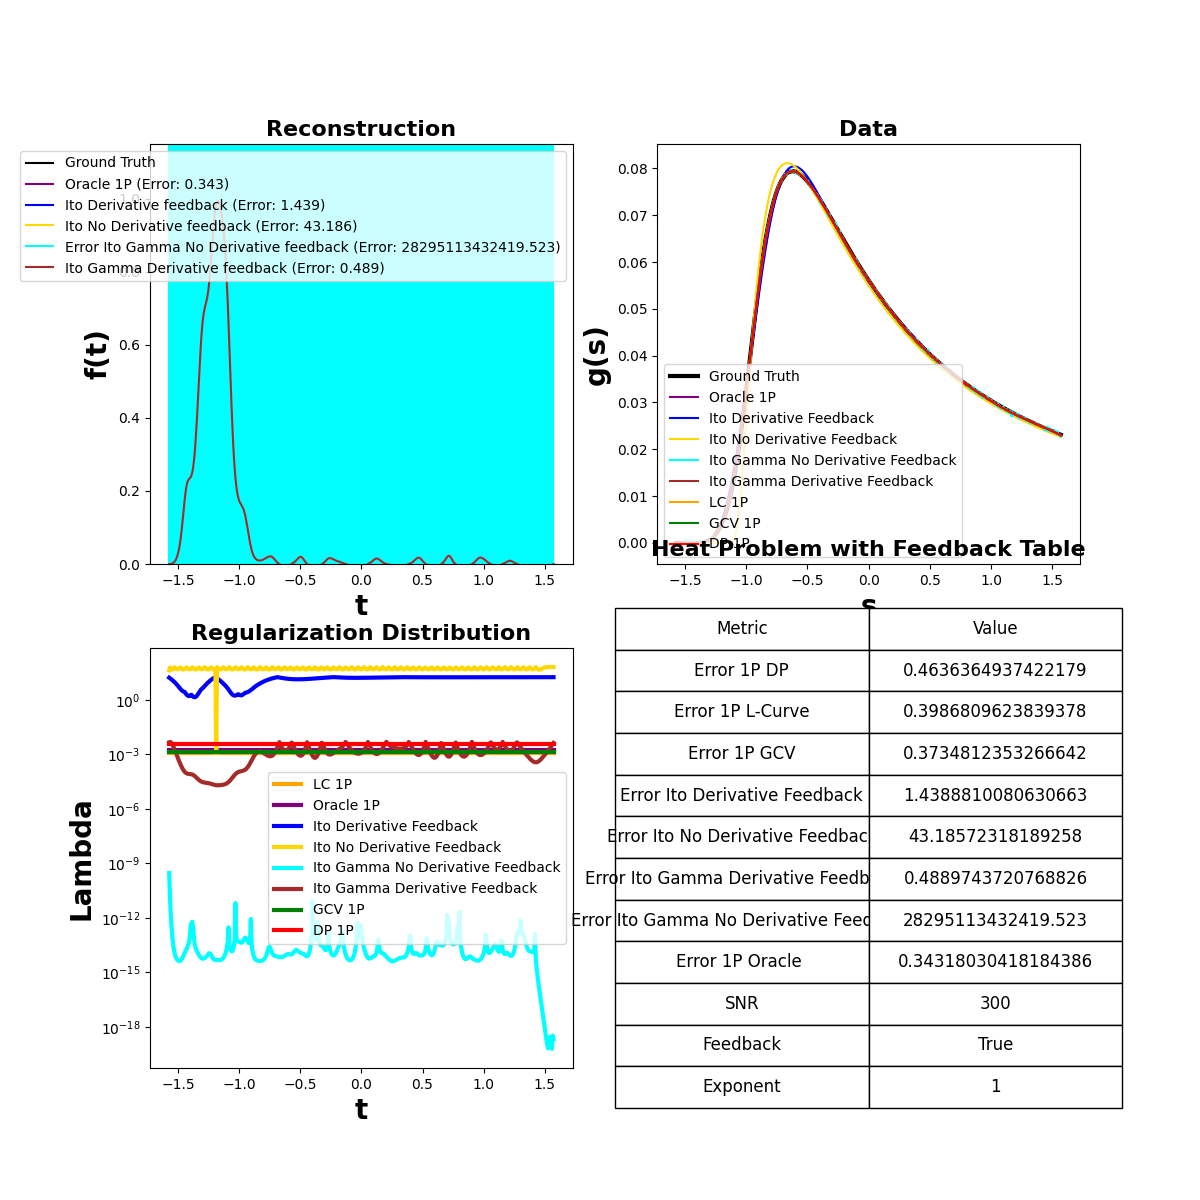 Reconstruction
Ground Truth
Oracle 1P (Error: 0.343)
Ito Derivative feedback (Error: 1.439)
Ito No Derivative feedback (Error: 43.186)
Error Ito Gamma No Derivative feedback (Error: 28295113432419.523)
Ito Gamma Derivative feedback (Error: 0.489)
f(t)
1.0
0.8
0.6
0.4
0.2
0.0
−1.5 −1.0 −0.5 0.0 0.5 1.0 1.5
t
Data
g(s)
0.08
0.07
0.06
0.05
0.04
0.03
0.02
0.01
0.00
Ground Truth
Oracle 1P
Ito Derivative Feedback
Ito No Derivative Feedback
Ito Gamma No Derivative Feedback
Ito Gamma Derivative Feedback
LC 1P
GCV 1P
DP 1P
−1.5 −1.0 −0.5 0.0 0.5 1.0 1.5
s
Regularization Distribution
Lambda
10^0
10^−3
10^−6
10^−9
10^−12
10^−15
10^−18
LC 1P
Oracle 1P
Ito Derivative Feedback
Ito No Derivative Feedback
Ito Gamma No Derivative Feedback
Ito Gamma Derivative Feedback
GCV 1P
DP 1P
−1.5 −1.0 −0.5 0.0 0.5 1.0 1.5
t
Heat Problem with Feedback Table
Metric Value
Error 1P DP 0.4636364937422179
Error 1P L-Curve 0.3986809623839378
Error 1P GCV 0.3734812353266642
Error Ito Derivative Feedback 1.4388810080630663
Error Ito No Derivative Feedbac 43.18572318189258
Error Ito Gamma Derivative Feedb 0.4889743720768826
Error Ito Gamma No Derivative Feed 28295113432419.523
Error 1P Oracle 0.34318030418184386
SNR 300
Feedback True
Exponent 1